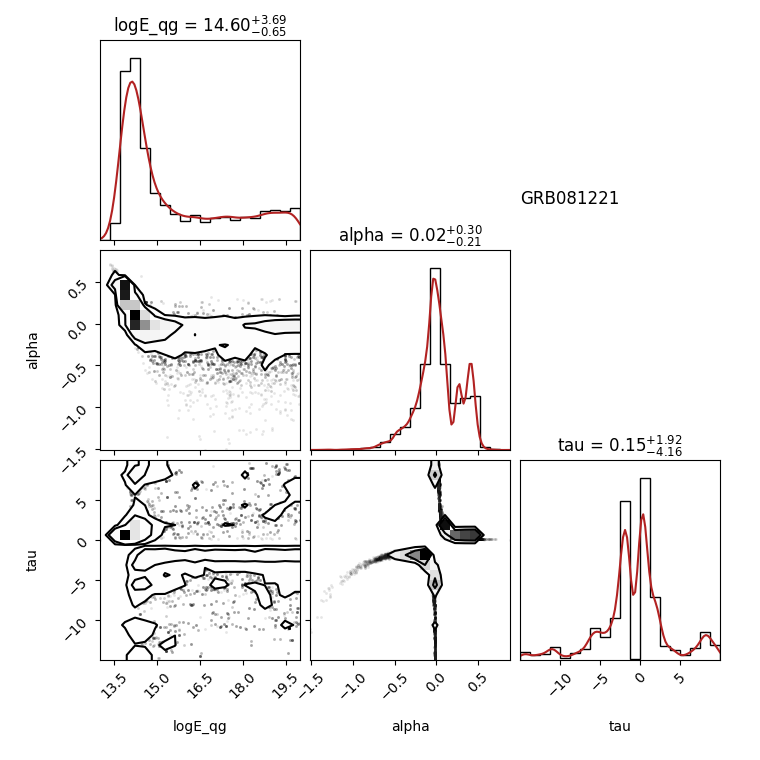 logE_qg = 14.60+3.69−0.65
GRB081221
alpha = 0.02+0.30−0.21
0.5
0.0
−0.5
−1.0
−1.5
alpha
tau = 0.15+1.92−4.16
5
0
−5
−10
tau
13.5 15.0 16.5 18.0 19.5 −1.5 −1.0 −0.5 0.0 0.5 −10 −5 0 5
logE_qg alpha tau